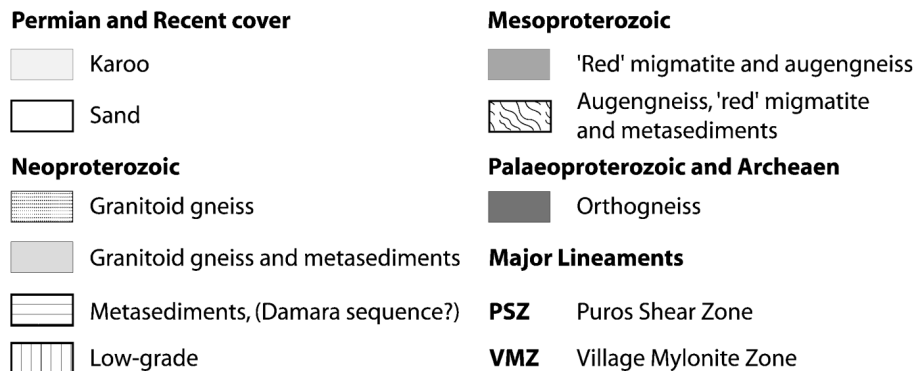 Permian and Recent cover
Karoo
Sand
Neoproterozoic
Granitoid gneiss
Granitoid gneiss and metasediments
Metasediments, (Damara sequence?)
Low-grade
Mesoproterozoic
'Red' migmatite and augengneiss
Augengneiss, 'red' migmatite
and metasediments
Palaeoproterozoic and Archeaen
Orthogneiss
Major Lineaments
PSZ Puros Shear Zone
VMZ Village Mylonite Zone